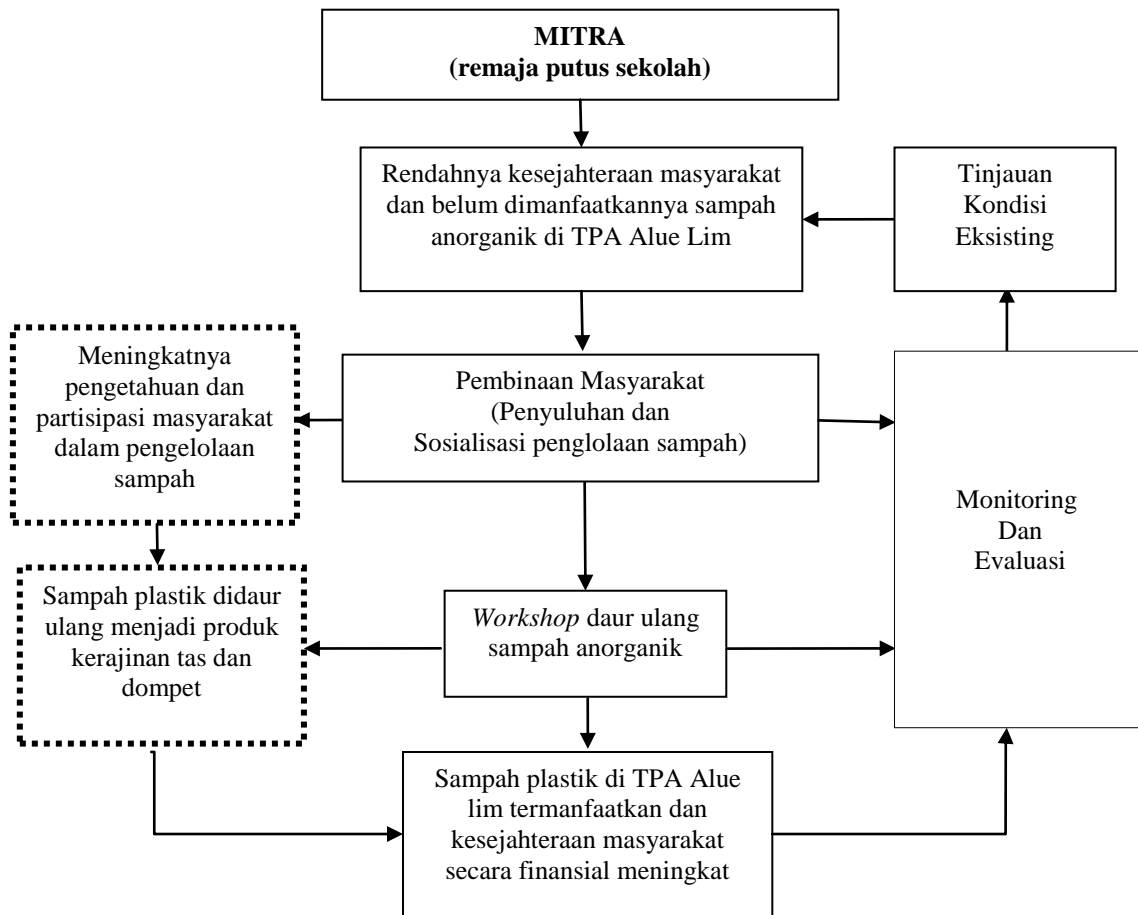 MITRA
(remaja putus sekolah)
Rendahnya kesejahteraan masyarakat
dan belum dimanfaatkannya sampah
anorganik di TPA Alue Lim
Tinjauan
Kondisi
Eksisting
Meningkatnya
pengetahuan dan
partisipasi masyarakat
dalam pengelolaan
sampah
Pembinaan Masyarakat
(Penyuluhan dan
Sosialisasi penglolaan sampah)
Monitoring
Dan
Evaluasi
Sampah plastik didaur
ulang menjadi produk
kerajinan tas dan
dompet
Workshop daur ulang
sampah anorganik
Sampah plastik di TPA Alue
lim termanfaatkan dan
kesejahteraan masyarakat
secara finansial meningkat